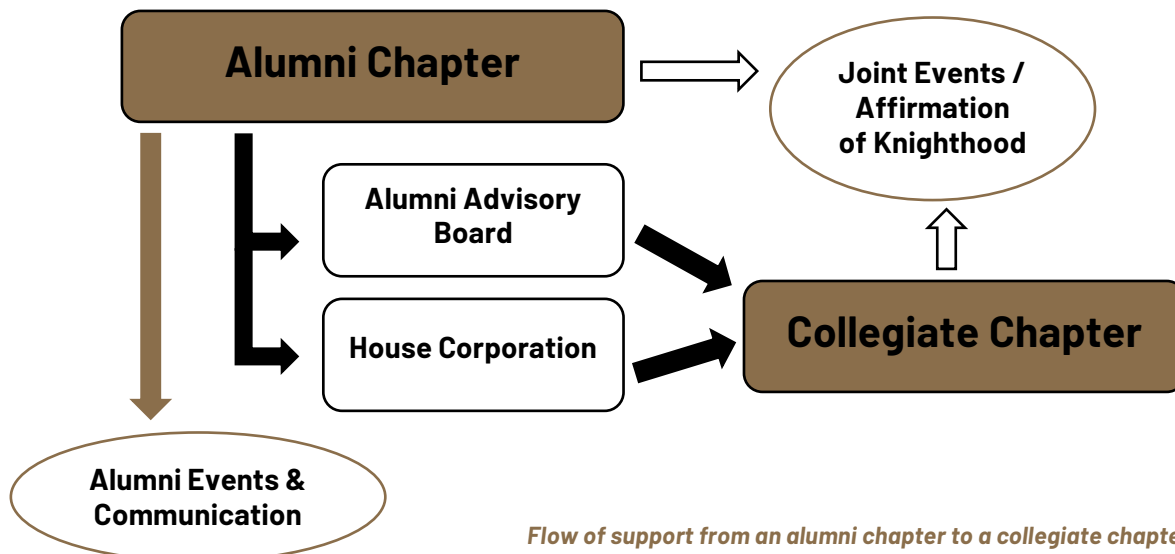 Alumni Chapter
Joint Events /
Affirmation
of Knighthood
Alumni Advisory
Board
House Corporation
Collegiate Chapter
Alumni Events &
Communication
Flow of support from an alumni chapter to a collegiate chapte